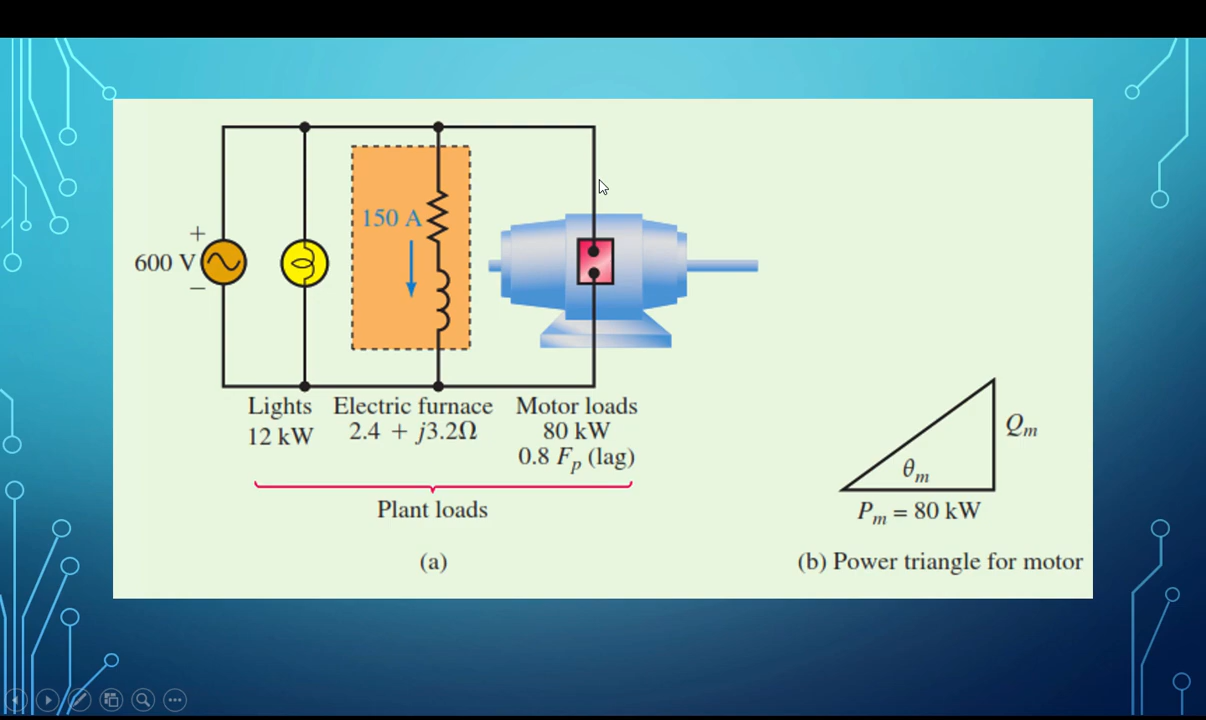 +
600 V
−
150 A
Lights
12 kW
Electric furnace
2.4 + j3.2Ω
Motor loads
80 kW
0.8 Fp (lag)
Plant loads
(a)
Qm
θm
Pm = 80 kW
(b) Power triangle for motor